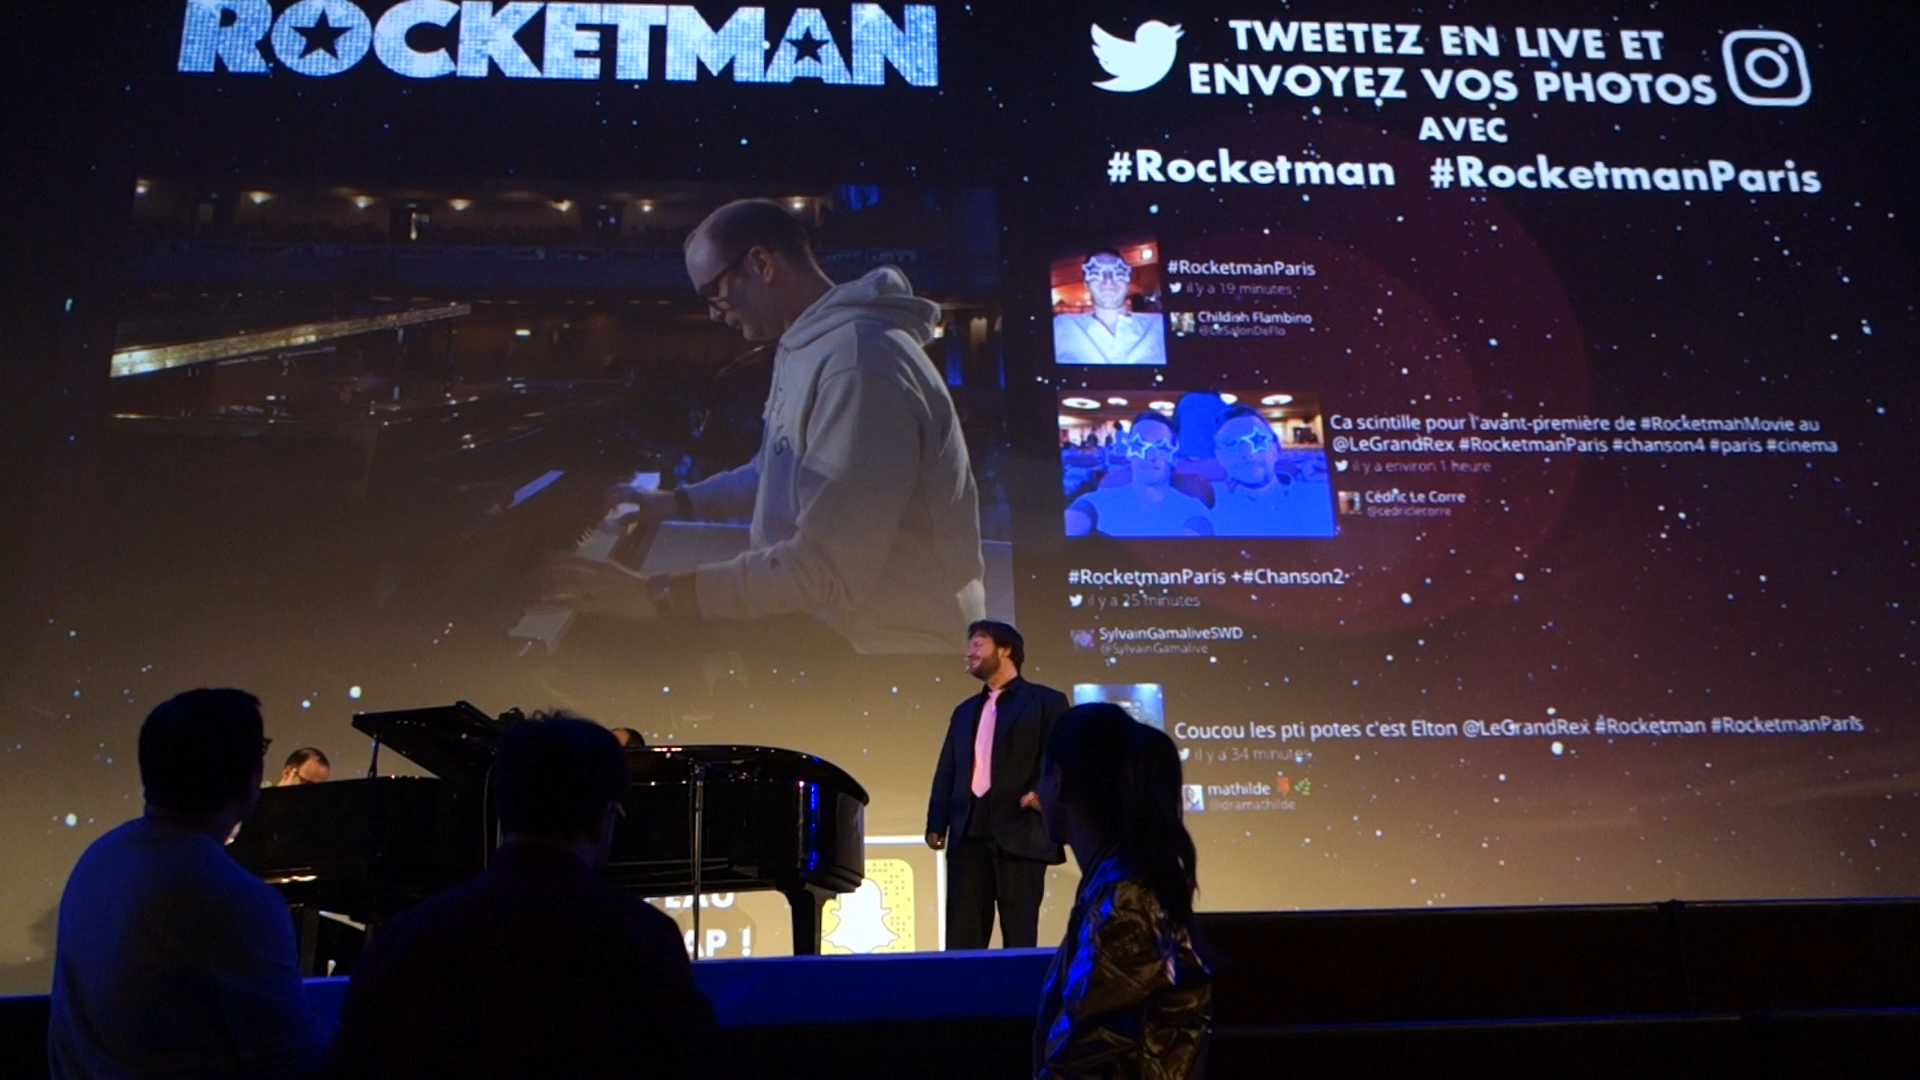 ROCKETMAN
TWEETEZ EN LIVE ET
ENVOYEZ VOS PHOTOS
AVEC
#Rocketman #RocketmanParis
#RocketmanParis
il y a 19 minutes
Childish Flambino
@LeSalonDeFlo
Ca scintille pour l'avant-première de #RocketmanMovie au
@LeGrandRex #RocketmanParis #chanson4 #paris #cinema
il y a environ 1 heure
Cédric Le Corre
@cedriclecorre
#RocketmanParis +#Chanson2
il y a 25 minutes
SylvainGamaliveSWD
@SylvainGamalive
Coucou les pti potes c'est Elton @LeGrandRex #Rocketman #RocketmanParis
il y a 34 minutes
mathilde
@dramathilde
EAU
AP !